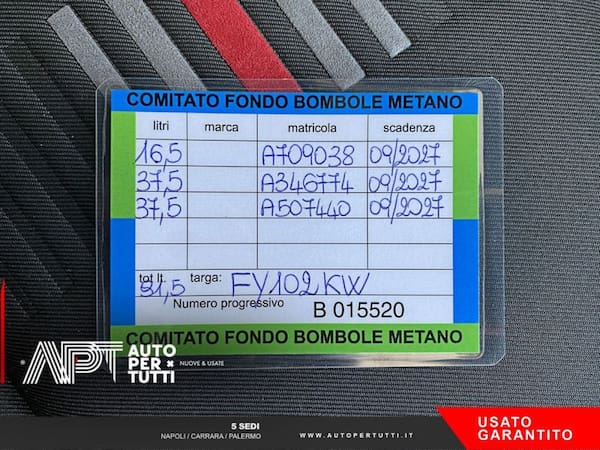 COMITATO FONDO BOMBOLE METANO
litri marca matricola scadenza
16,5 A709038 09/2027
37,5 A346774 09/2027
37,5 A507440 09/2027
tot lt. 91,5 targa: FY102KW
Numero progressivo B 015520
COMITATO FONDO BOMBOLE METANO
APT AUTO PER TUTTI
NUOVE & USATE
5 SEDI
NAPOLI / CARRARA / PALERMO
WWW.AUTOPERTUTTI.IT
USATO
GARANTITO